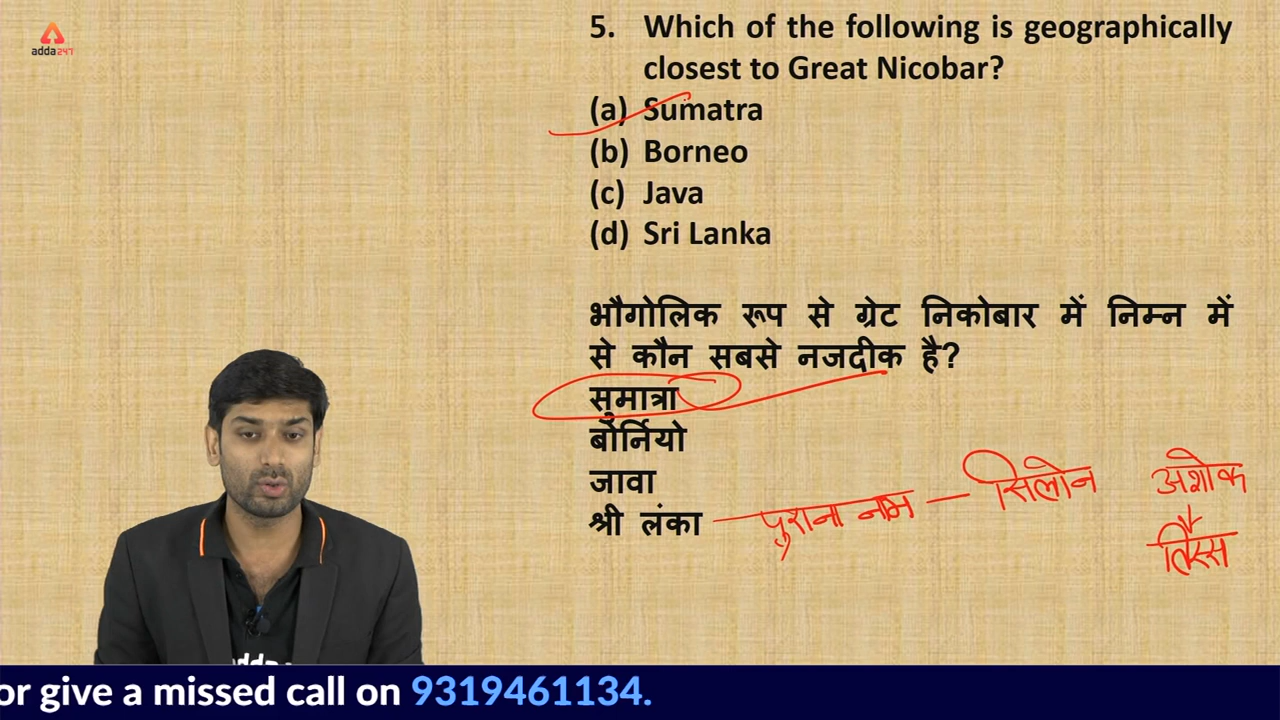 adda247
5. Which of the following is geographically
closest to Great Nicobar?
(a) Sumatra
(b) Borneo
(c) Java
(d) Sri Lanka
भौगोलिक रूप से ग्रेट निकोबार में निम्न में
से कौन सबसे नजदीक है?
सुमात्रा
बोर्नियो
जावा
श्री लंका — पुराना नाम — सिलोन
अशोक
तिस्स
adda
or give a missed call on 9319461134.